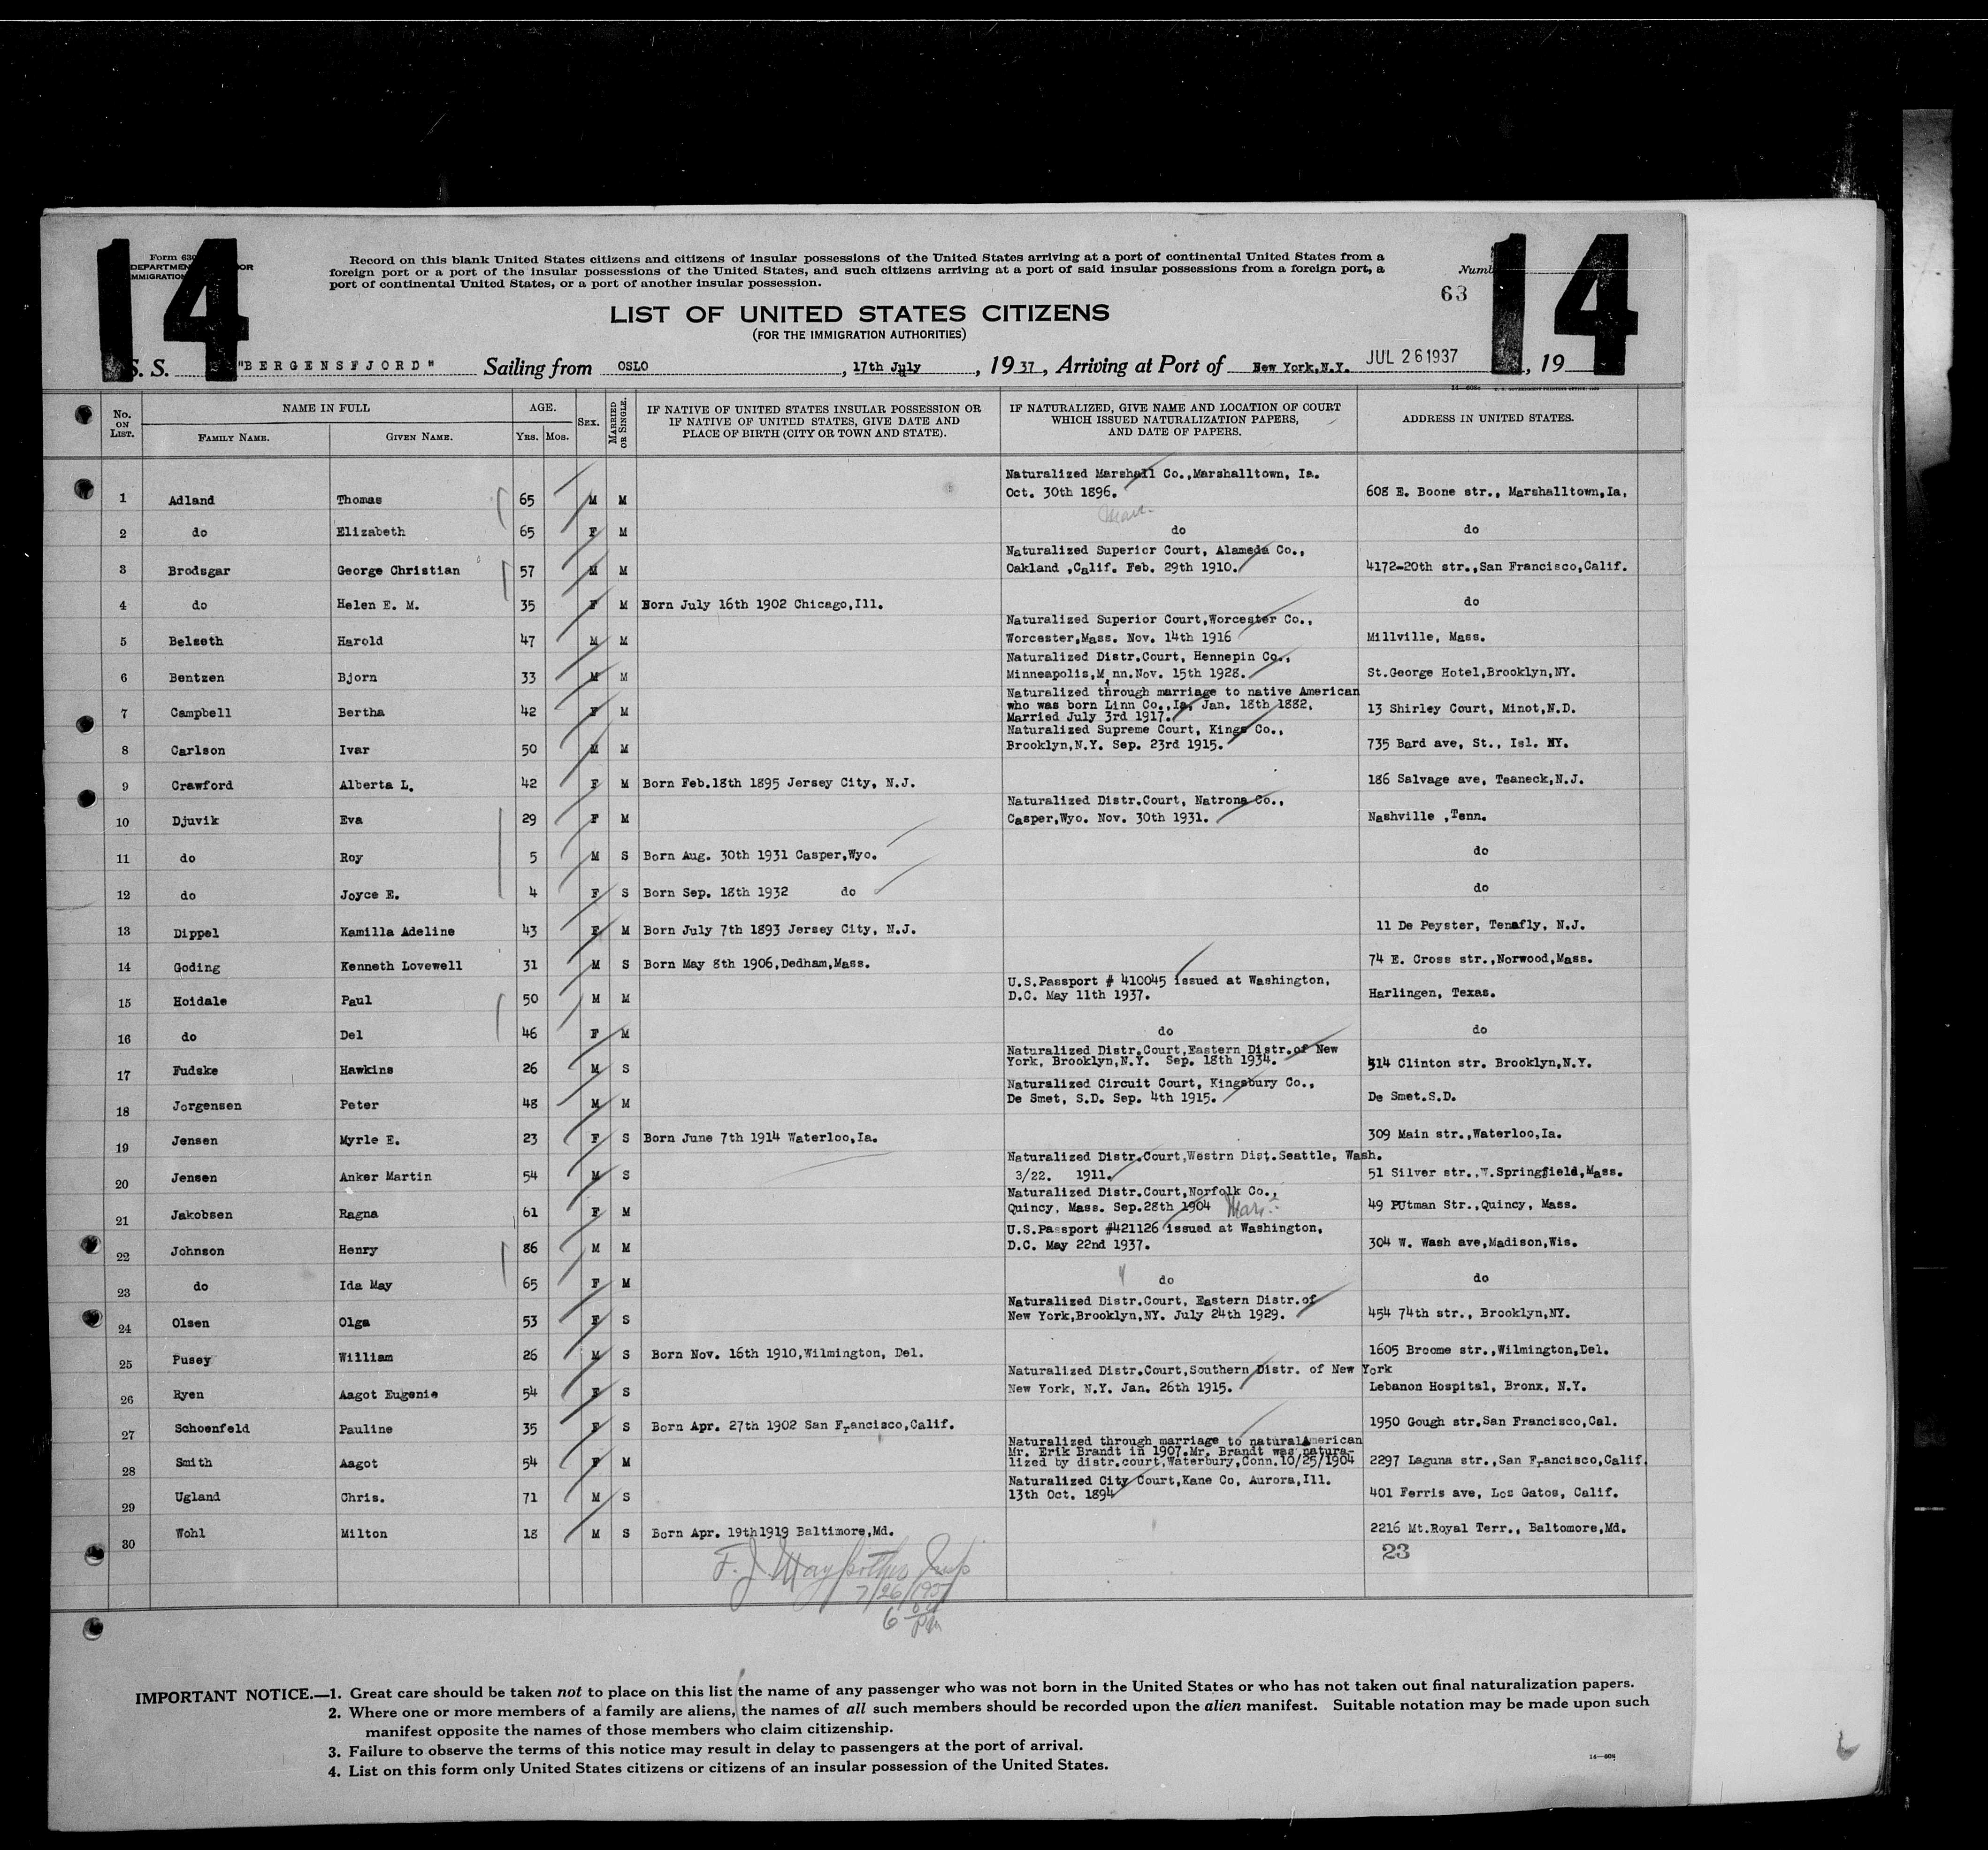 14
14
Form 630
DEPARTMENT
IMMIGRATION
Record on this blank United States citizens and citizens of insular possessions of the United States arriving at a port of continental United States from a
foreign port or a port of the insular possessions of the United States, and such citizens arriving at a port of said insular possessions from a foreign port, a
port of continental United States, or a port of another insular possession.
63
LIST OF UNITED STATES CITIZENS
(FOR THE IMMIGRATION AUTHORITIES)
S. S. "BERGENSFJORD" Sailing from OSLO, 17th July, 1937, Arriving at Port of New York,N.Y. JUL 26 1937, 19
No. ON LIST.
NAME IN FULL
FAMILY NAME.
GIVEN NAME.
AGE.
YRS. MOS.
SEX.
MARRIED OR SINGLE.
IF NATIVE OF UNITED STATES INSULAR POSSESSION OR
IF NATIVE OF UNITED STATES, GIVE DATE AND
PLACE OF BIRTH (CITY OR TOWN AND STATE).
IF NATURALIZED, GIVE NAME AND LOCATION OF COURT
WHICH ISSUED NATURALIZATION PAPERS,
AND DATE OF PAPERS.
ADDRESS IN UNITED STATES.
Naturalized Marshall Co.,Marshalltown, Ia.
1 Adland Thomas 65 M M Oct. 30th 1896. 608 E. Boone str., Marshalltown,Ia.
2 do Elizabeth 65 F M do do
Naturalized Superior Court, Alameda Co.,
3 Brodsgar George Christian 57 M M Oakland ,Calif. Feb. 29th 1910. 4172-20th str.,San Francisco,Calif.
4 do Helen E. M. 35 F M Born July 16th 1902 Chicago,Ill. do
Naturalized Superior Court,Worcester Co.,
5 Belseth Harold 47 M M Worcester,Mass. Nov. 14th 1916 Millville, Mass.
Naturalized Distr.Court, Hennepin Co.,
6 Bentzen Bjorn 33 M M Minneapolis,Minn.Nov. 15th 1928. St.George Hotel,Brooklyn,NY.
Naturalized through marriage to native American
who was born Linn Co.,Ia, Jan. 18th 1882.
7 Campbell Bertha 42 F M Married July 3rd 1917. 13 Shirley Court, Minot,N.D.
Naturalized Supreme Court, Kings Co.,
8 Carlson Ivar 50 M M Brooklyn,N.Y. Sep. 23rd 1915. 735 Bard ave, St., Isl. NY.
9 Crawford Alberta L. 42 F M Born Feb.18th 1895 Jersey City, N.J. 186 Salvage ave, Teaneck,N.J.
Naturalized Distr.Court, Natrona Co.,
10 Djuvik Eva 29 F M Casper,Wyo. Nov. 30th 1931. Nashville ,Tenn.
11 do Roy 5 M S Born Aug. 30th 1931 Casper,Wyo. do
12 do Joyce E. 4 F S Born Sep. 18th 1932 do do
13 Dippel Kamilla Adeline 43 F M Born July 7th 1893 Jersey City, N.J. 11 De Peyster, Tenafly, N.J.
14 Goding Kenneth Lovewell 31 M S Born May 8th 1906,Dedham,Mass. 74 E. Cross str.,Norwood,Mass.
U.S.Passport # 410045 issued at Washington,
15 Hoidale Paul 50 M M D.C. May 11th 1937. Harlingen, Texas.
16 do Del 46 F M do do
Naturalized Distr.Court,Eastern Distr.of New
17 Fudske Hawkins 26 M S York, Brooklyn,N.Y. Sep. 18th 1934. 514 Clinton str. Brooklyn,N.Y.
Naturalized Circuit Court, Kingsbury Co.,
18 Jorgensen Peter 48 M M De Smet, S.D. Sep. 4th 1915. De Smet.S.D.
19 Jensen Myrle E. 23 F S Born June 7th 1914 Waterloo,Ia. 309 Main str.,Waterloo,Ia.
Naturalized Distr.Court,Westrn Dist.Seattle, Wash.
20 Jensen Anker Martin 54 M S 3/22. 1911. 51 Silver str.,W.Springfield,Mass.
Naturalized Distr.Court,Norfolk Co.,
21 Jakobsen Ragna 61 F M Quincy, Mass. Sep.28th 1904 49 PUtman Str.,Quincy, Mass.
U.S.Passport #421126 issued at Washington,
22 Johnson Henry 86 M M D.C. May 22nd 1937. 304 W. Wash ave,Madison,Wis.
23 do Ida May 65 F M do do
Naturalized Distr.Court, Eastern Distr.of
24 Olsen Olga 53 F S New York,Brooklyn,NY. July 24th 1929. 454 74th str., Brooklyn,NY.
25 Pusey William 26 M S Born Nov. 16th 1910,Wilmington, Del. 1605 Broome str.,Wilmington,Del.
Naturalized Distr.Court,Southern Distr. of New York
26 Ryen Aagot Eugenie 54 F S New York, N.Y. Jan. 26th 1915. Lebanon Hospital, Bronx, N.Y.
27 Schoenfeld Pauline 35 F S Born Apr. 27th 1902 San Francisco,Calif. 1950 Gough str.San Francisco,Cal.
Naturalized through marriage to naturalAmerican
Mr. Erik Brandt in 1907.Mr. Brandt was natura-
28 Smith Aagot 54 F M lized by distr.court,Waterbury,Conn.10/25/1904 2297 Laguna str.,San Francisco,Calif.
Naturalized City Court,Kane Co, Aurora,Ill.
29 Ugland Chris. 71 M S 13th Oct. 1894 401 Ferris ave, Los Gatos, Calif.
30 Wohl Milton 18 M S Born Apr. 19th1919 Baltimore,Md. 2216 Mt.Royal Terr., Baltomore,Md.
23
F. J.
7/26/1937
6 PM
IMPORTANT NOTICE.—1. Great care should be taken not to place on this list the name of any passenger who was not born in the United States or who has not taken out final naturalization papers.
2. Where one or more members of a family are aliens, the names of all such members should be recorded upon the alien manifest. Suitable notation may be made upon such
manifest opposite the names of those members who claim citizenship.
3. Failure to observe the terms of this notice may result in delay to passengers at the port of arrival.
4. List on this form only United States citizens or citizens of an insular possession of the United States.